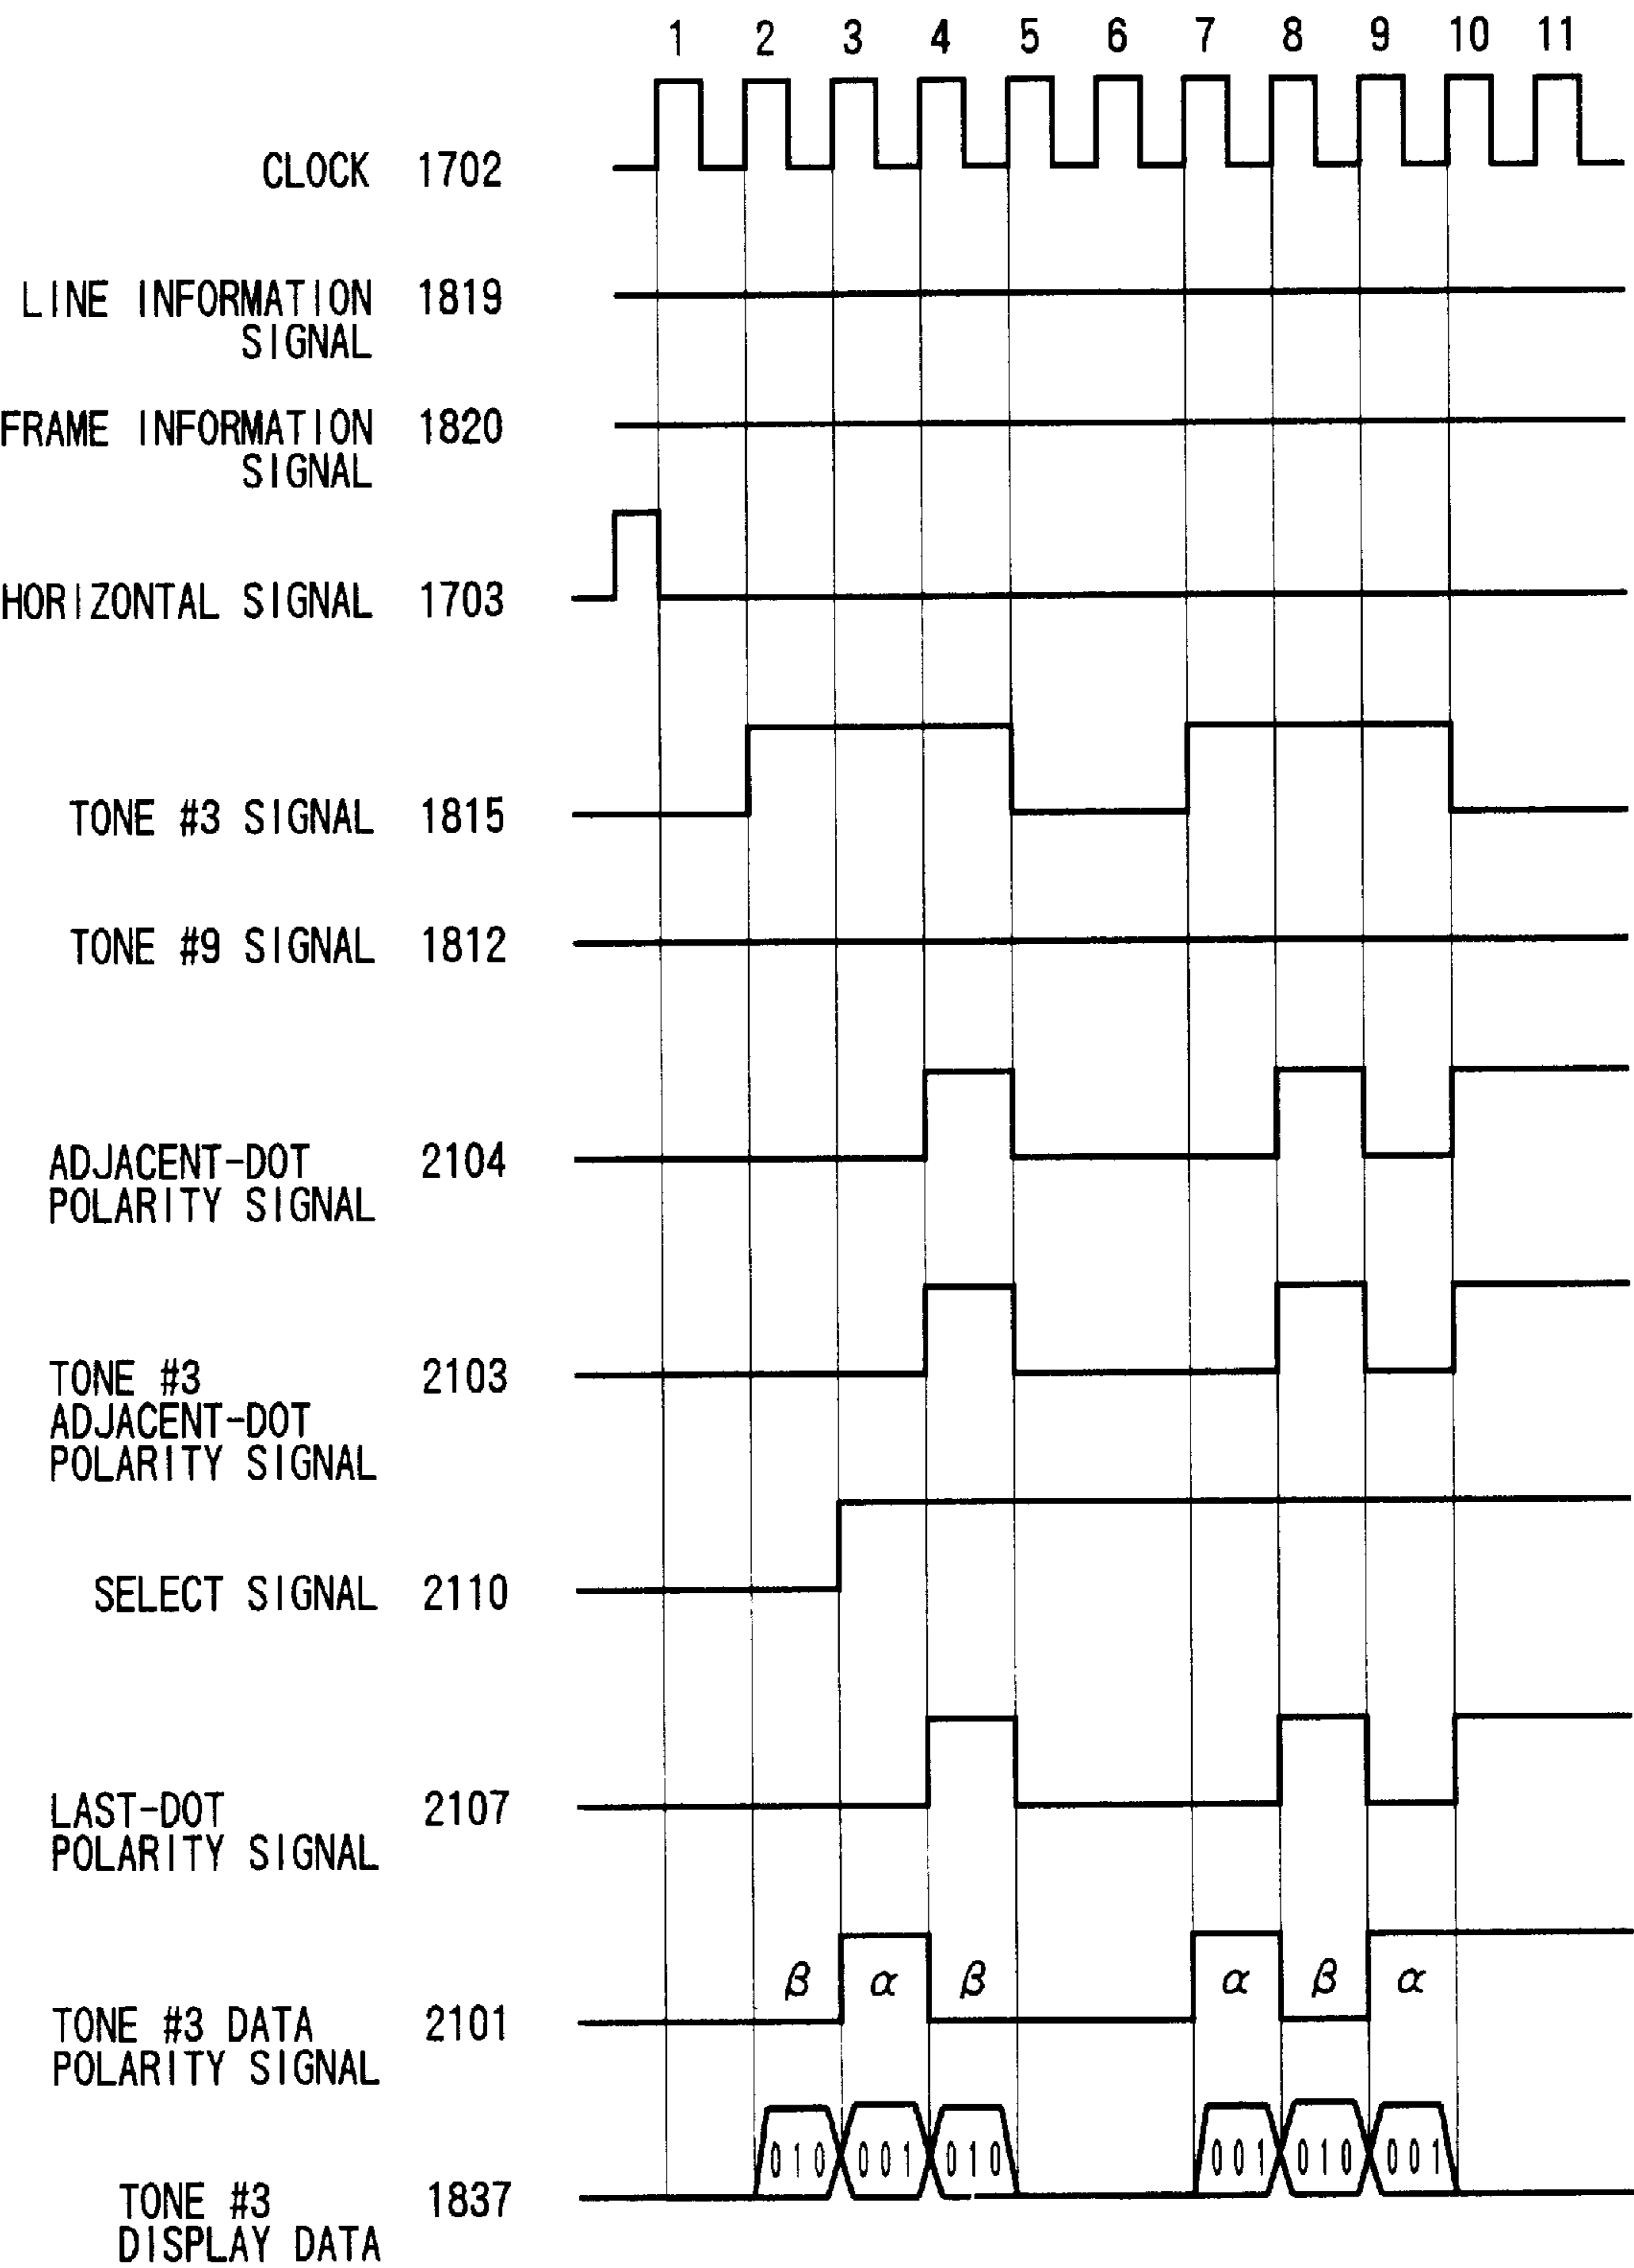 1 2 3 4 5 6 7 8 9 10 11
CLOCK 1702
LINE INFORMATION 1819
SIGNAL
FRAME INFORMATION 1820
SIGNAL
HORIZONTAL SIGNAL 1703
TONE #3 SIGNAL 1815
TONE #9 SIGNAL 1812
ADJACENT-DOT 2104
POLARITY SIGNAL
TONE #3 2103
ADJACENT-DOT
POLARITY SIGNAL
SELECT SIGNAL 2110
LAST-DOT 2107
POLARITY SIGNAL
β α β α β α
TONE #3 DATA 2101
POLARITY SIGNAL
010 001 010 001 010 001
TONE #3 1837
DISPLAY DATA